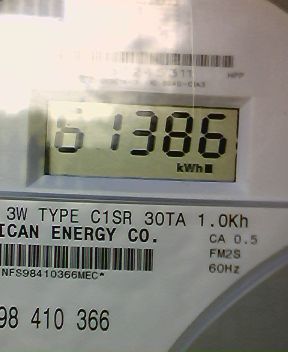 61386
kWh
3W TYPE C1SR 30TA 1.0Kh
ICAN ENERGY CO.
CA 0.5
FM2S
60Hz
NFS98410366MEC*
98 410 366